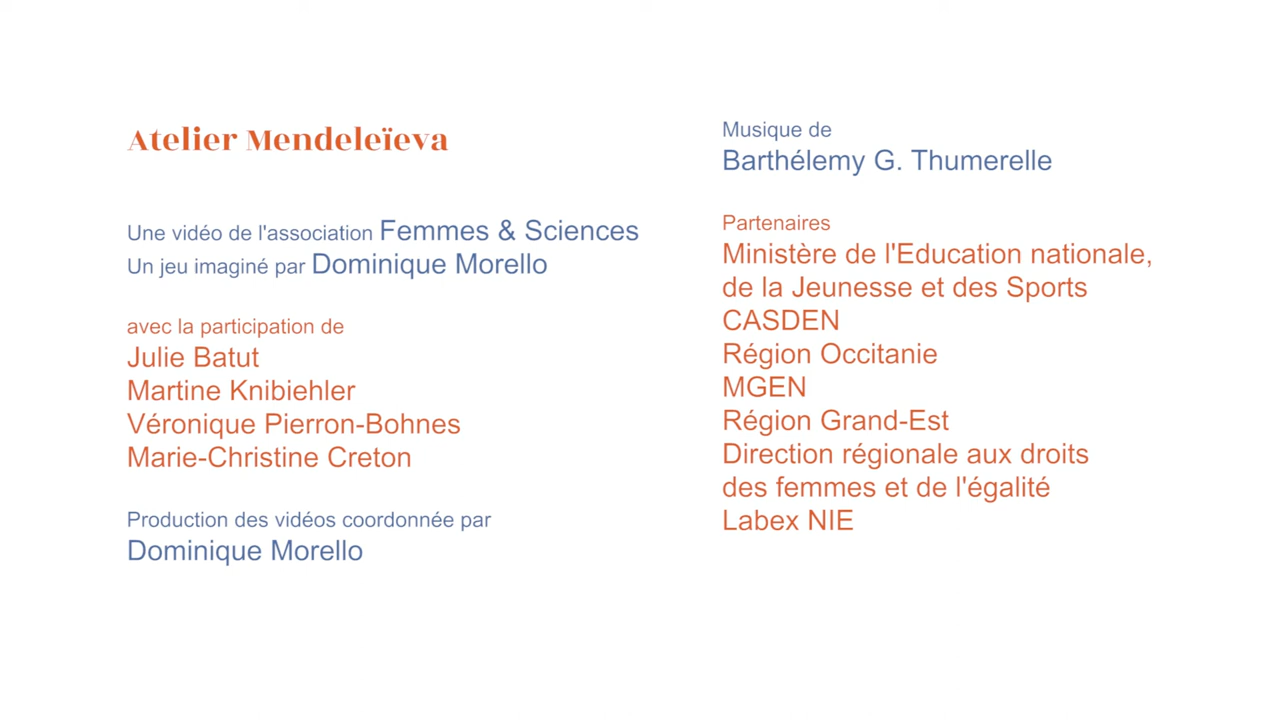 Atelier Mendeleïeva
Une vidéo de l'association Femmes & Sciences
Un jeu imaginé par Dominique Morello
avec la participation de
Julie Batut
Martine Knibiehler
Véronique Pierron-Bohnes
Marie-Christine Creton
Production des vidéos coordonnée par
Dominique Morello
Musique de
Barthélemy G. Thumerelle
Partenaires
Ministère de l'Education nationale,
de la Jeunesse et des Sports
CASDEN
Région Occitanie
MGEN
Région Grand-Est
Direction régionale aux droits
des femmes et de l'égalité
Labex NIE